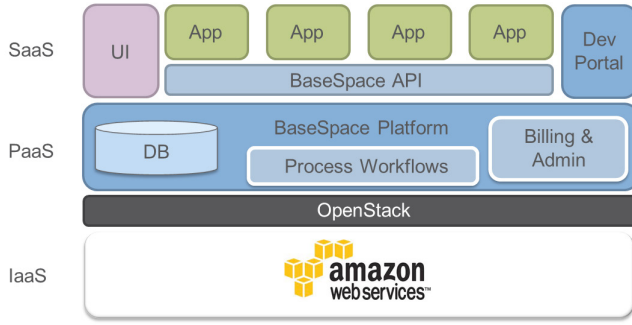 SaaS
UI
App App App App
BaseSpace API
Dev
Portal
PaaS
DB
BaseSpace Platform
Process Workflows
Billing &
Admin
OpenStack
IaaS
amazon
web services™